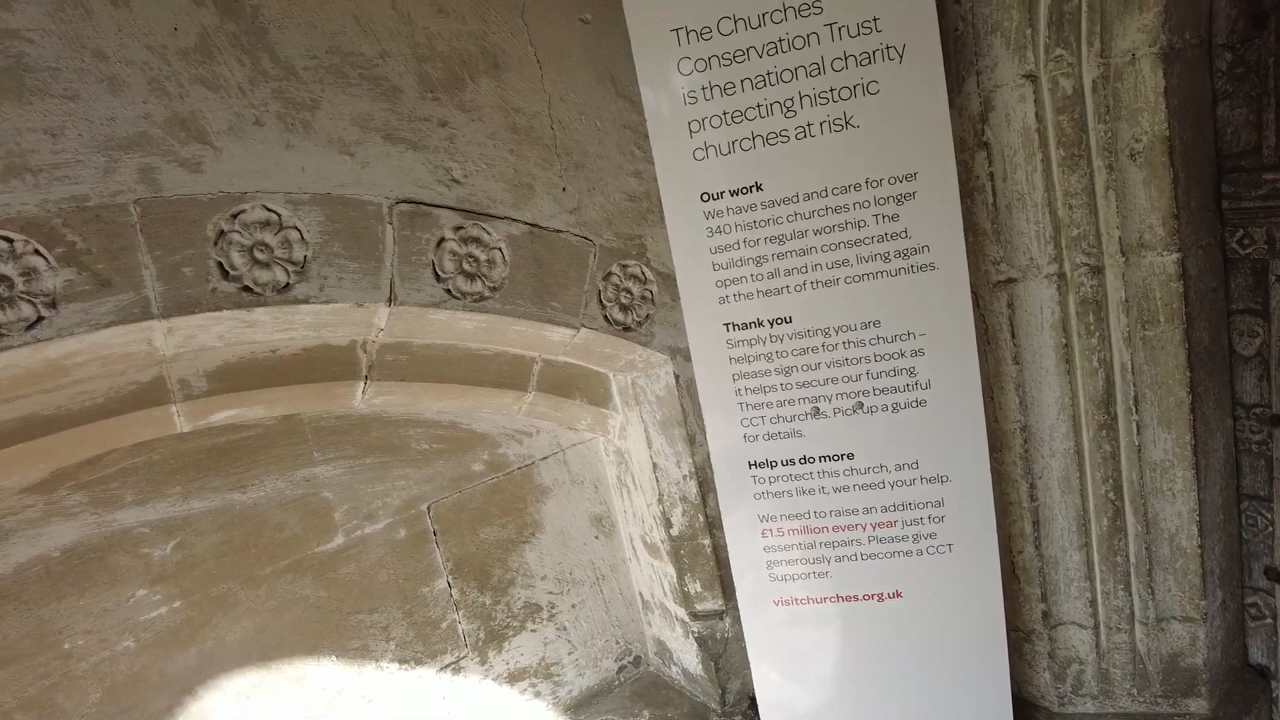 The Churches
Conservation Trust
is the national charity
protecting historic
churches at risk.
Our work
We have saved and care for over
340 historic churches no longer
used for regular worship. The
buildings remain consecrated,
open to all and in use, living again
at the heart of their communities.
Thank you
Simply by visiting you are
helping to care for this church –
please sign our visitors book as
it helps to secure our funding.
There are many more beautiful
CCT churches. Pick up a guide
for details.
Help us do more
To protect this church, and
others like it, we need your help.
We need to raise an additional
£1.5 million every year just for
essential repairs. Please give
generously and become a CCT
Supporter.
visitchurches.org.uk